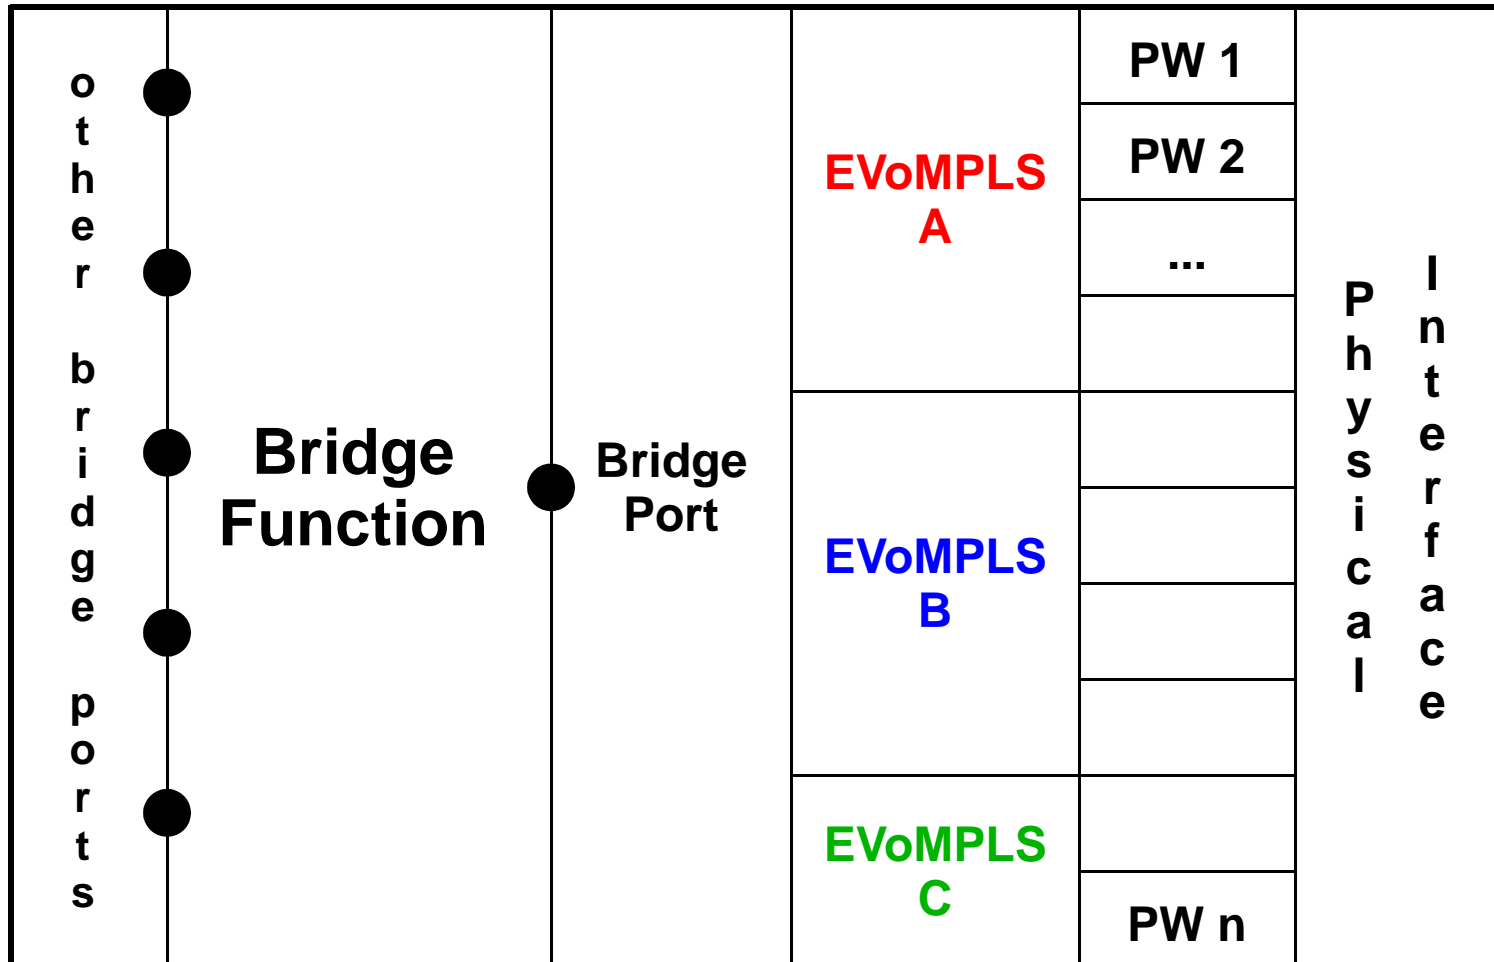 other bridge ports
Bridge
Function
Bridge
Port
EVoMPLS
A
EVoMPLS
B
EVoMPLS
C
PW 1
PW 2
...
PW n
Physical
Interface